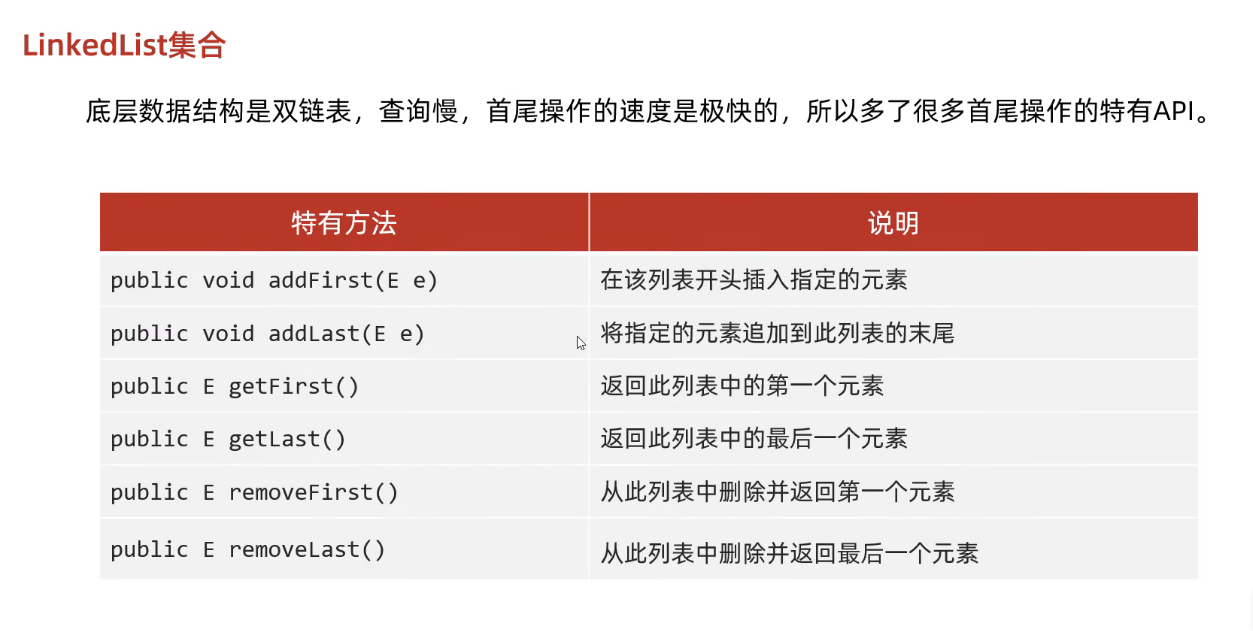 LinkedList集合
底层数据结构是双链表，查询慢，首尾操作的速度是极快的，所以多了很多首尾操作的特有API。
特有方法 说明
public void addFirst(E e) 在该列表开头插入指定的元素
public void addLast(E e) 将指定的元素追加到此列表的末尾
public E getFirst() 返回此列表中的第一个元素
public E getLast() 返回此列表中的最后一个元素
public E removeFirst() 从此列表中删除并返回第一个元素
public E removeLast() 从此列表中删除并返回最后一个元素